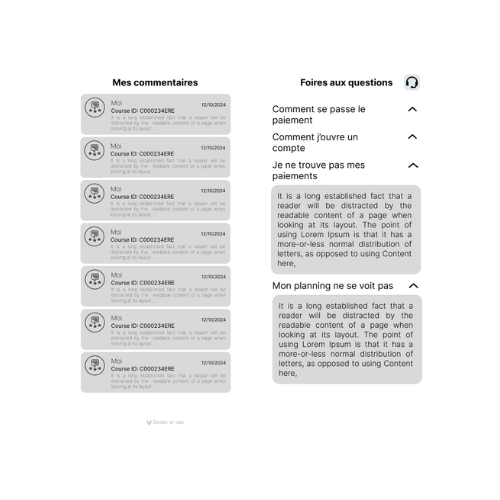 Mes commentaires
Moi
12/10/2024
Course ID: C000234ERE
It is a long established fact that a reader will be
distracted by the readable content of a page when
looking at its layout.
Moi
12/10/2024
Course ID: C000234ERE
It is a long established fact that a reader will be
distracted by the readable content of a page when
looking at its layout.
Moi
12/10/2024
Course ID: C000234ERE
It is a long established fact that a reader will be
distracted by the readable content of a page when
looking at its layout.
Moi
12/10/2024
Course ID: C000234ERE
It is a long established fact that a reader will be
distracted by the readable content of a page when
looking at its layout.
Moi
12/10/2024
Course ID: C000234ERE
It is a long established fact that a reader will be
distracted by the readable content of a page when
looking at its layout.
Moi
12/10/2024
Course ID: C000234ERE
It is a long established fact that a reader will be
distracted by the readable content of a page when
looking at its layout.
Moi
12/10/2024
Course ID: C000234ERE
It is a long established fact that a reader will be
distracted by the readable content of a page when
looking at its layout.
Scroller en bas
Foires aux questions
Comment se passe le
paiement
Comment j'ouvre un
compte
Je ne trouve pas mes
paiements
It is a long established fact that a
reader will be distracted by the
readable content of a page when
looking at its layout. The point of
using Lorem Ipsum is that it has a
more-or-less normal distribution of
letters, as opposed to using Content
here,
Mon planning ne se voit pas
It is a long established fact that a
reader will be distracted by the
readable content of a page when
looking at its layout. The point of
using Lorem Ipsum is that it has a
more-or-less normal distribution of
letters, as opposed to using Content
here,